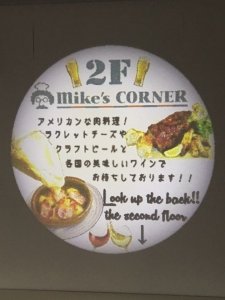 2F
Mike's CORNER
アメリカンな肉料理！
ラクレットチーズや
クラフトビールと
各国の美味しいワインで
お待ちしております！！
Look up the back!!
the second floor